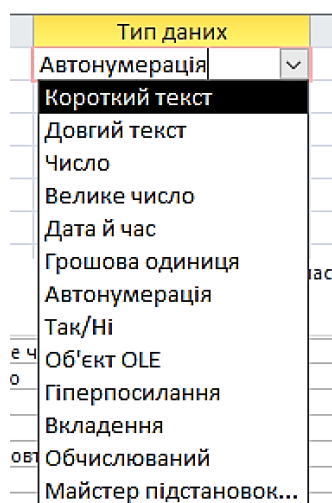 Тип даних
Автонумерація
Короткий текст
Довгий текст
Число
Велике число
Дата й час
Грошова одиниця
Автонумерація
Так/Ні
Об'єкт OLE
Гіперпосилання
Вкладення
Обчислюваний
Майстер підстановок...